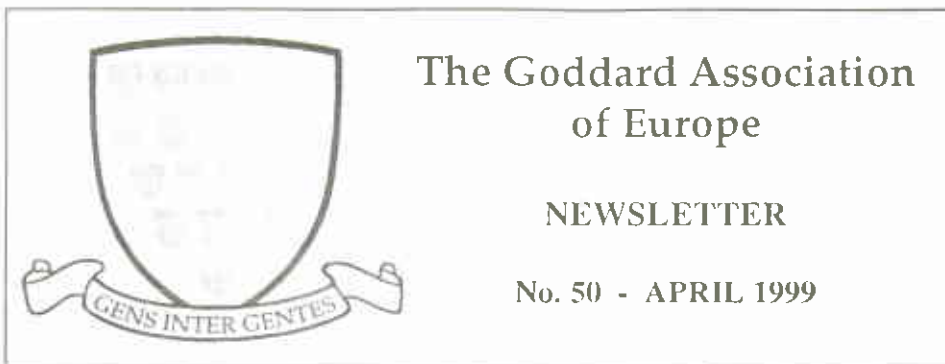 The Goddard Association
of Europe
NEWSLETTER
No. 50 - APRIL 1999
GENS INTER GENTES